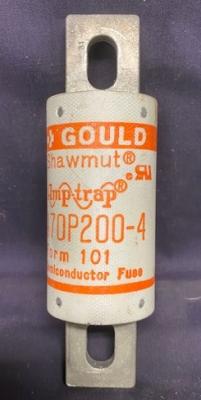 GOULD
Shawmut®
Amp-trap®
70P200-4
orm 101
miconductor Fuse